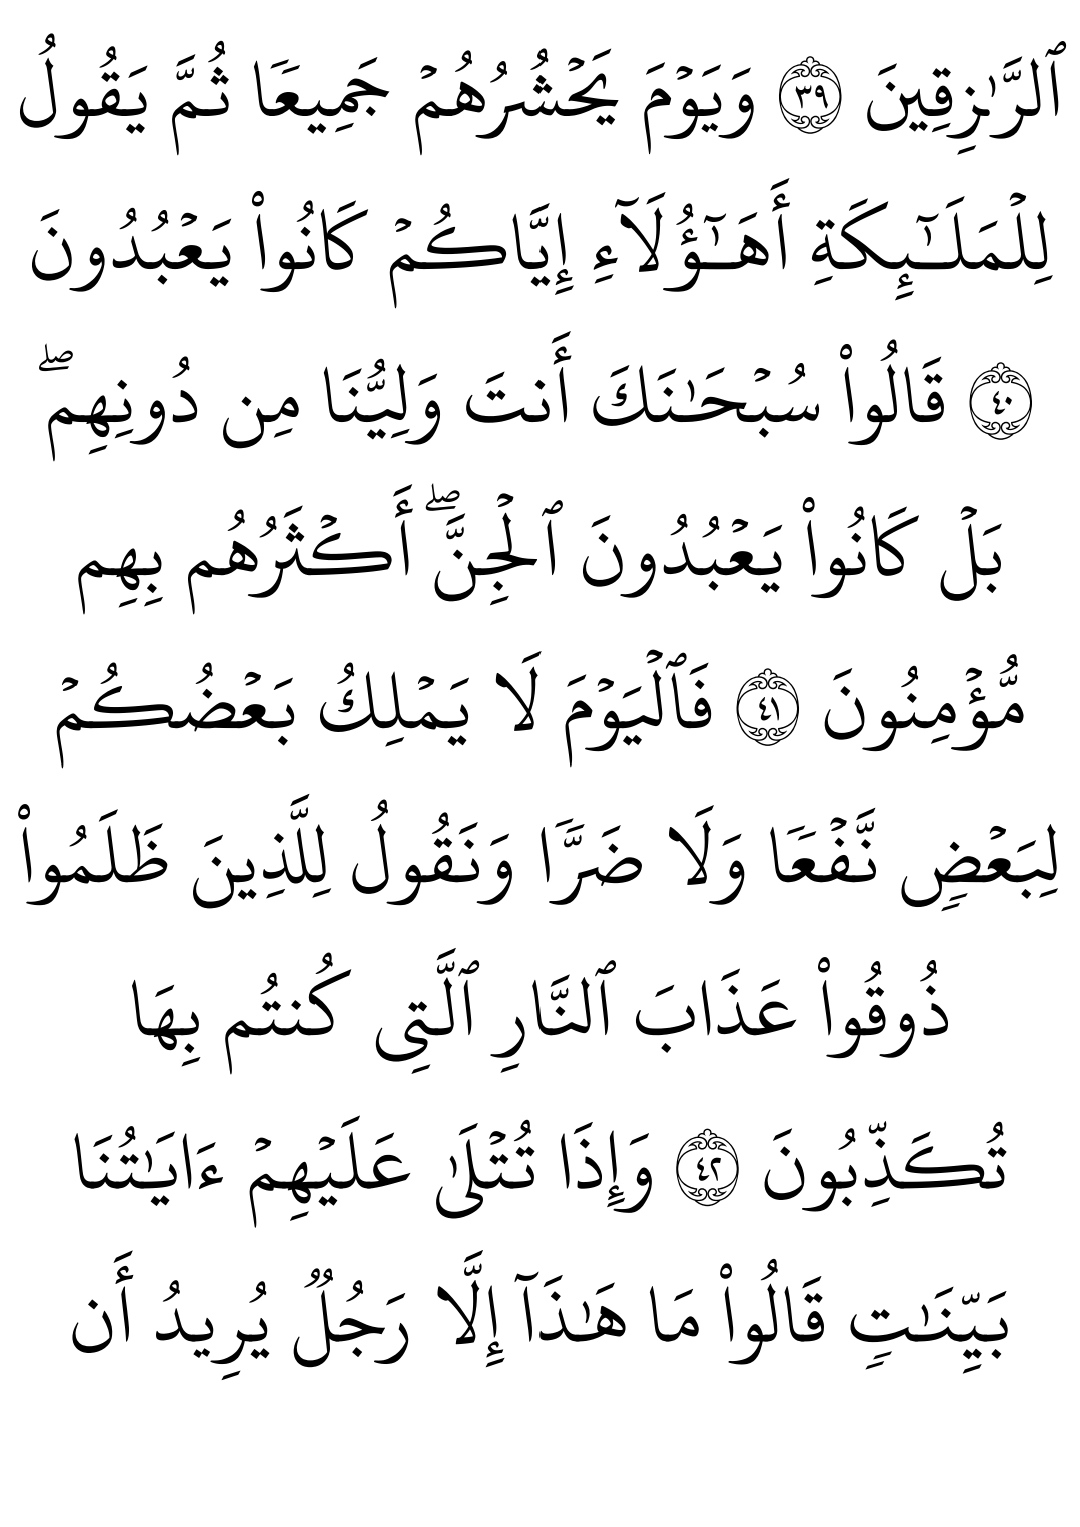 ٱلرَّٰزِقِينَ ٣٩ وَيَوۡمَ يَحۡشُرُهُمۡ جَمِيعٗا ثُمَّ يَقُولُ
لِلۡمَلَـٰٓئِكَةِ أَهَـٰٓؤُلَآءِ إِيَّاكُمۡ كَانُواْ يَعۡبُدُونَ
٤٠ قَالُواْ سُبۡحَـٰنَكَ أَنتَ وَلِيُّنَا مِن دُونِهِمۖ
بَلۡ كَانُواْ يَعۡبُدُونَ ٱلۡجِنَّۖ أَكۡثَرُهُم بِهِم
مُّؤۡمِنُونَ ٤١ فَٱلۡيَوۡمَ لَا يَمۡلِكُ بَعۡضُكُمۡ
لِبَعۡضٖ نَّفۡعٗا وَلَا ضَرّٗا وَنَقُولُ لِلَّذِينَ ظَلَمُواْ
ذُوقُواْ عَذَابَ ٱلنَّارِ ٱلَّتِى كُنتُم بِهَا
تُكَذِّبُونَ ٤٢ وَإِذَا تُتۡلَىٰ عَلَيۡهِمۡ ءَايَـٰتُنَا
بَيِّنَـٰتٖ قَالُواْ مَا هَـٰذَآ إِلَّا رَجُلٞ يُرِيدُ أَن